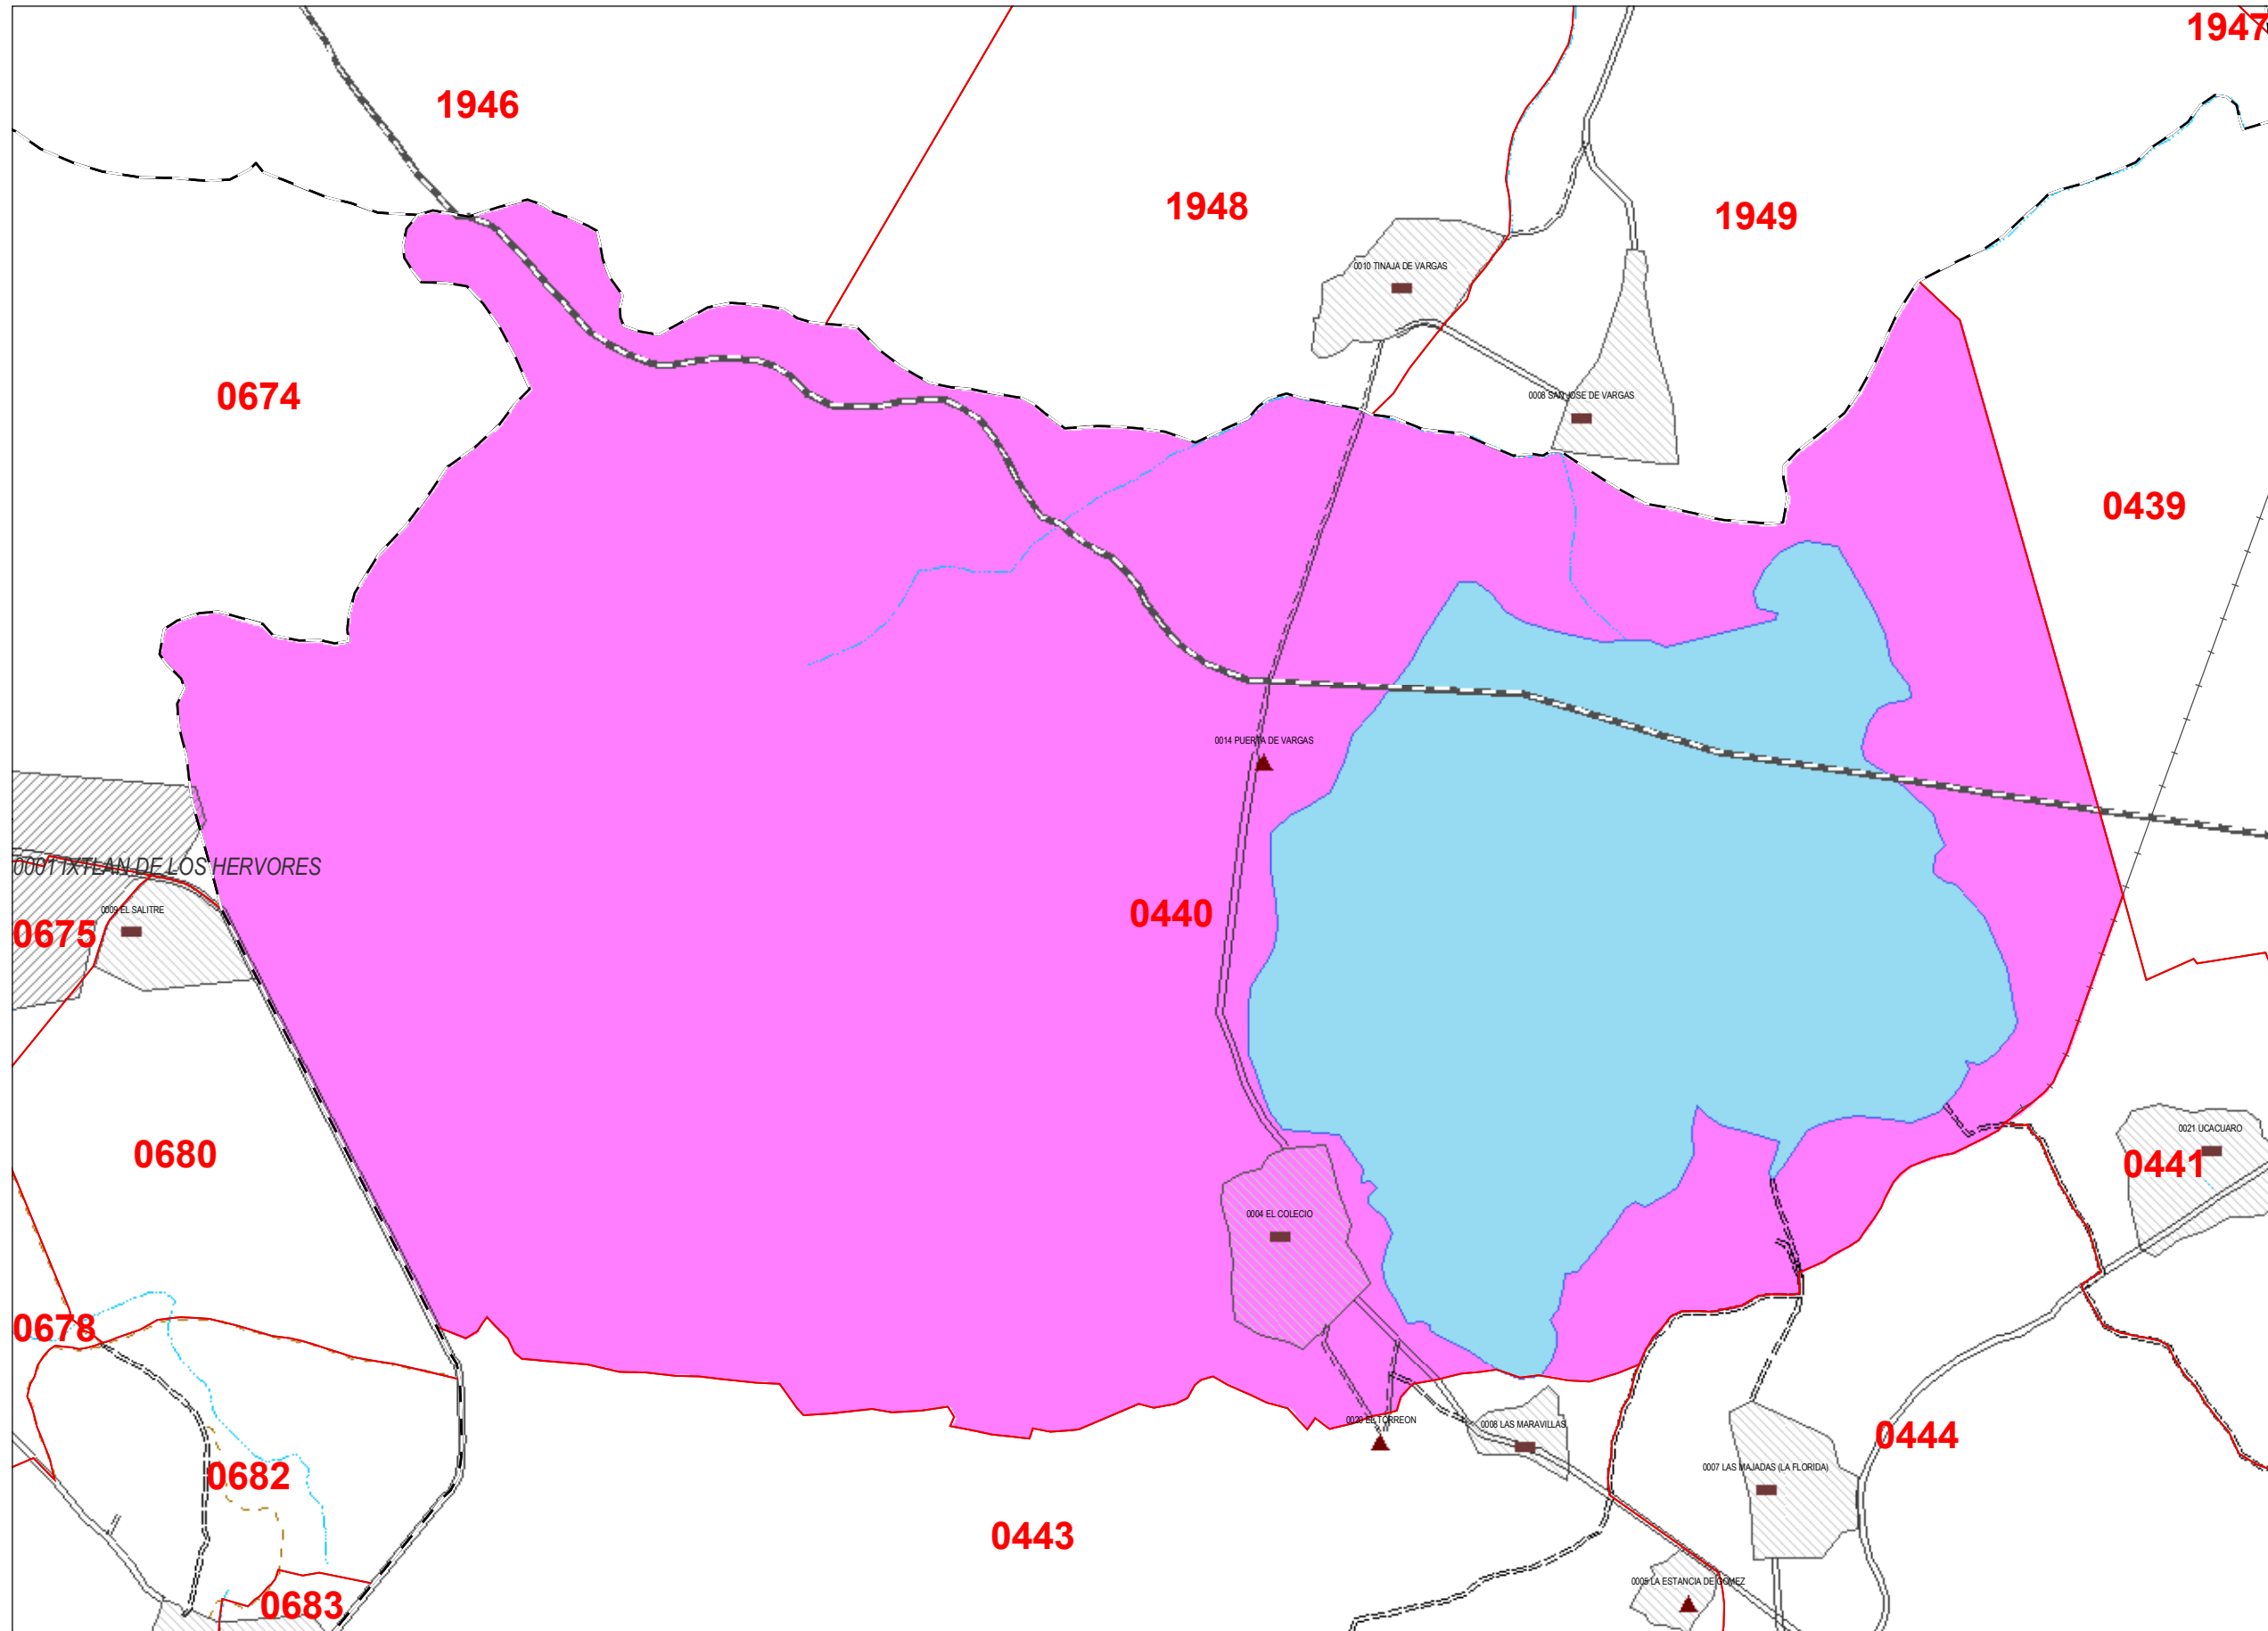 1947
1946
1948
1949
0010 TINAJA DE VARGAS
0674
0008 SAN JOSE DE VARGAS
0439
0014 PUERTA DE VARGAS
0001 IXTLAN DE LOS HERVORES
0009 EL SALITRE
0675
0440
0021 UCACUARO
0680
0441
0004 EL COLECIO
0678
0020 EL TORREON
0008 LAS MARAVILLAS
0444
0007 LAS MAJADAS (LA FLORIDA)
0682
0443
0005 LA ESTANCIA DE GOMEZ
0683